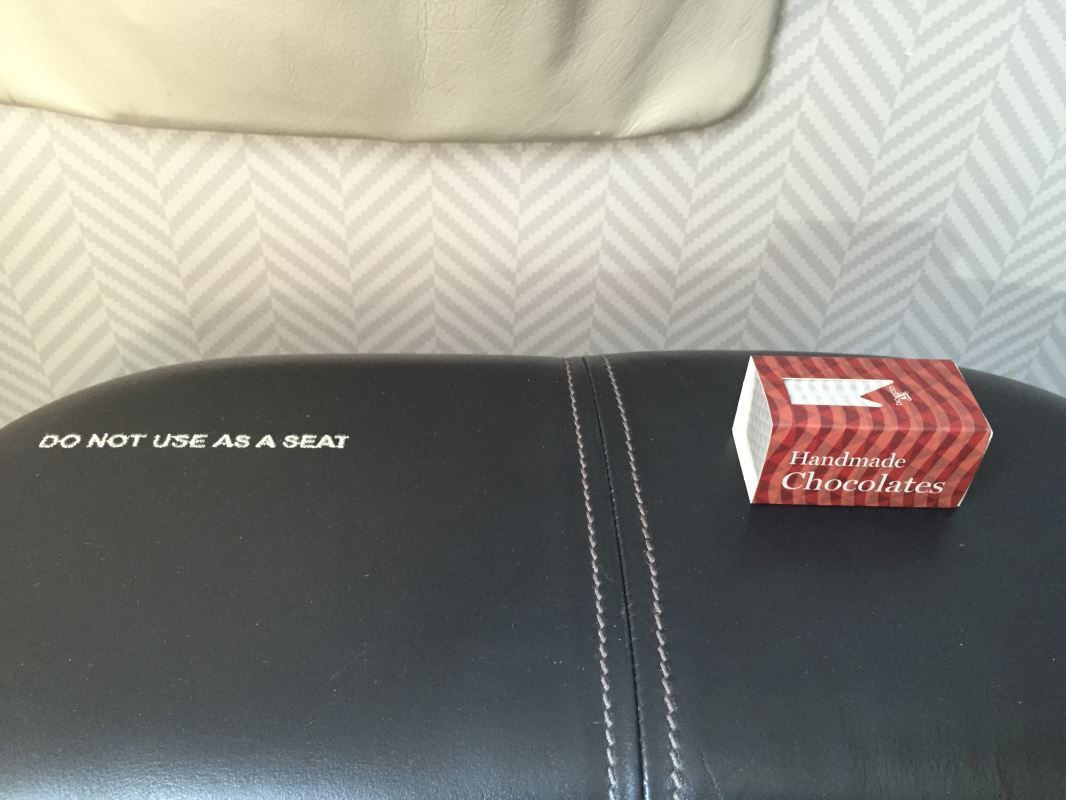 DO NOT USE AS A SEAT
Handmade
Chocolates